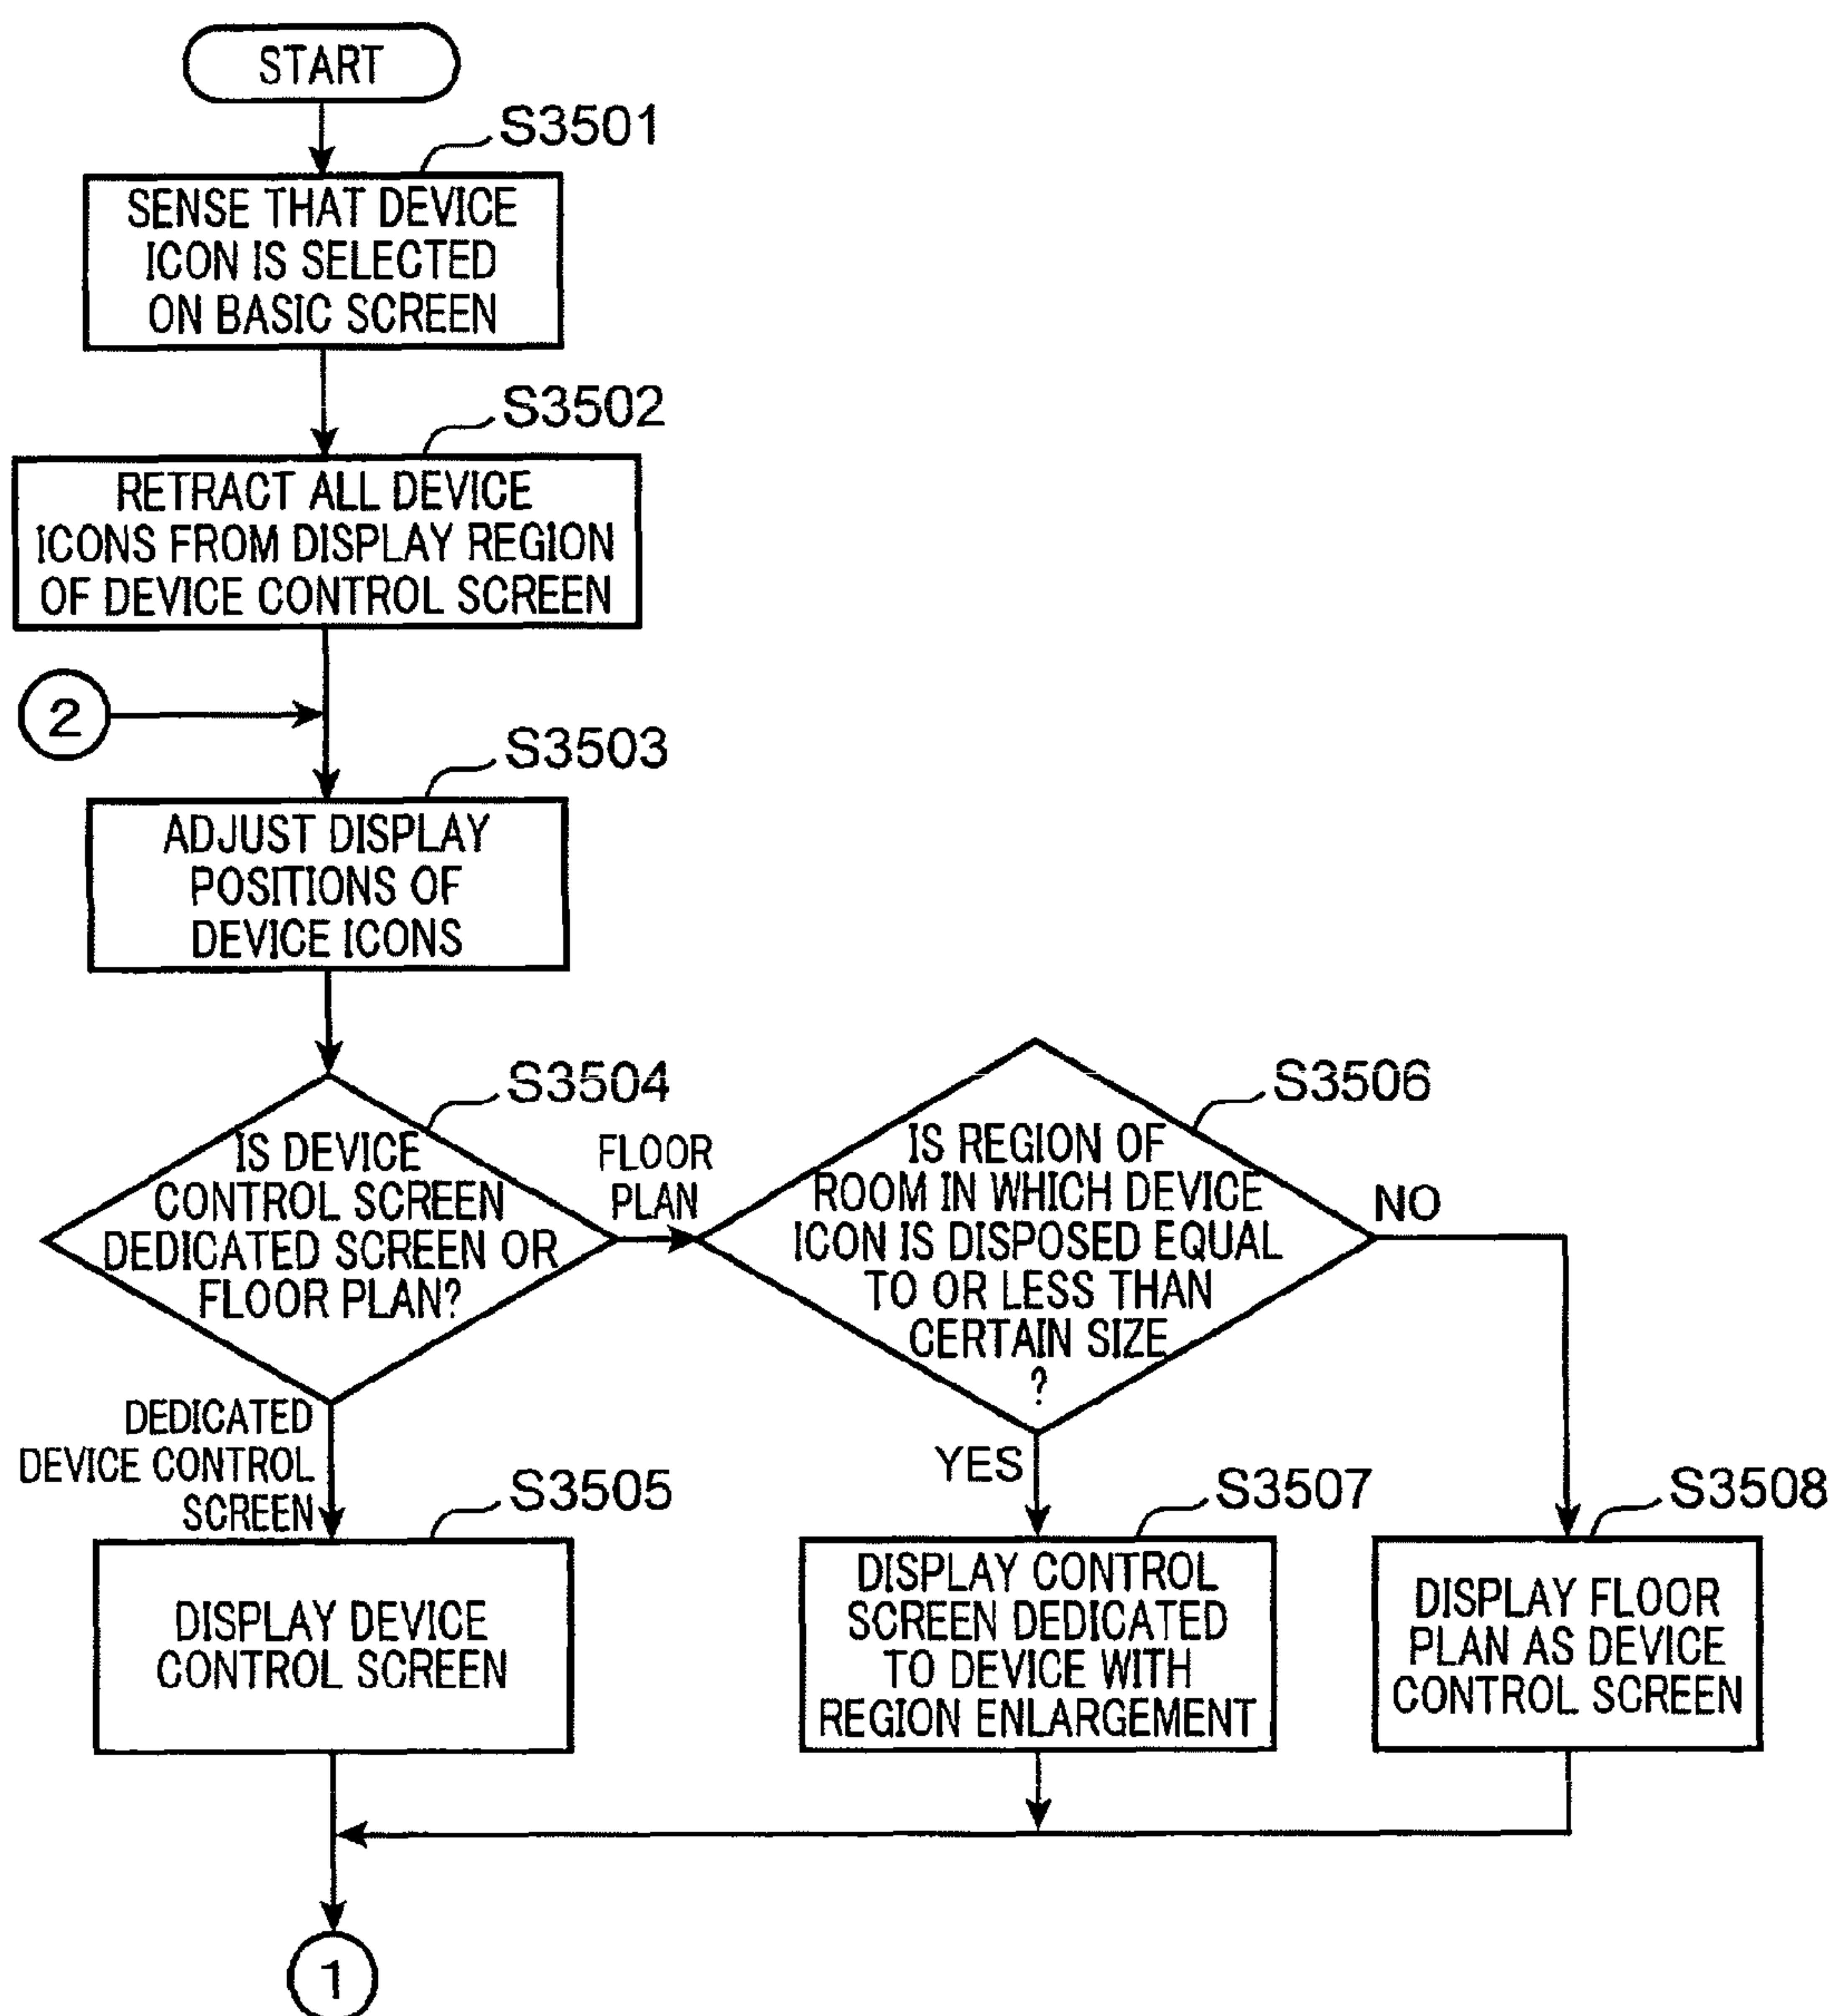 START
S3501
SENSE THAT DEVICE
ICON IS SELECTED
ON BASIC SCREEN
S3502
RETRACT ALL DEVICE
ICONS FROM DISPLAY REGION
OF DEVICE CONTROL SCREEN
2
S3503
ADJUST DISPLAY
POSITIONS OF
DEVICE ICONS
S3504
IS DEVICE
CONTROL SCREEN
DEDICATED SCREEN OR
FLOOR PLAN?
FLOOR
PLAN
S3506
IS REGION OF
ROOM IN WHICH DEVICE
ICON IS DISPOSED EQUAL
TO OR LESS THAN
CERTAIN SIZE
?
NO
DEDICATED
DEVICE CONTROL
SCREEN
S3505
DISPLAY DEVICE
CONTROL SCREEN
YES
S3507
DISPLAY CONTROL
SCREEN DEDICATED
TO DEVICE WITH
REGION ENLARGEMENT
S3508
DISPLAY FLOOR
PLAN AS DEVICE
CONTROL SCREEN
1